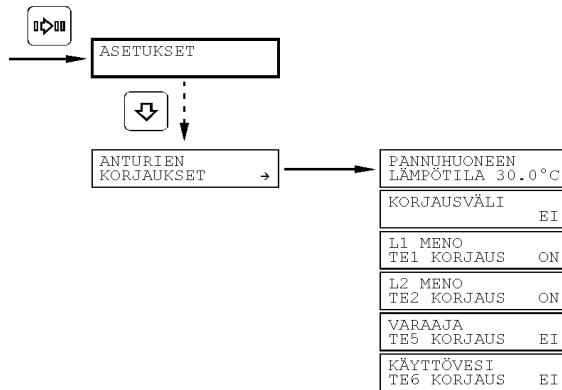 ASETUKSET
ANTURIEN
KORJAUKSET →
PANNUHUONEEN
LÄMPÖTILA 30.0°C
KORJAUSVÄLI
EI
L1 MENO
TE1 KORJAUS ON
L2 MENO
TE2 KORJAUS ON
VARAAJA
TE5 KORJAUS EI
KÄYTTÖVESI
TE6 KORJAUS EI